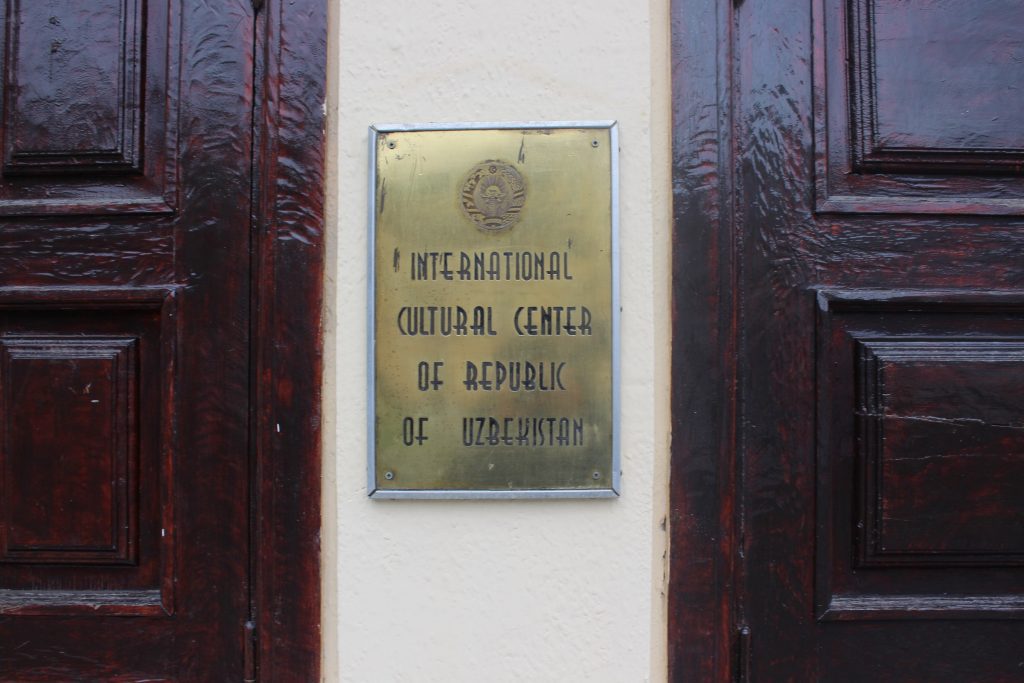 INTERNATIONAL
CULTURAL CENTER
OF REPUBLIC
OF UZBEKISTAN